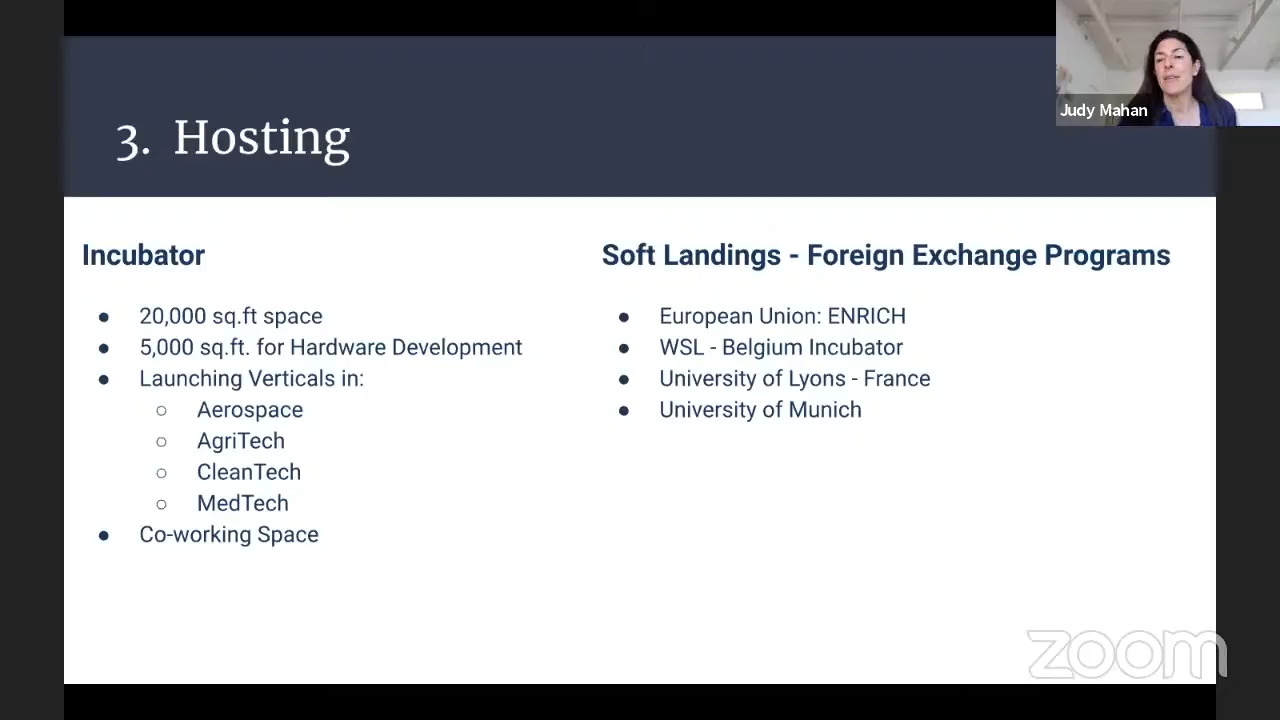 Judy Mahan
3. Hosting
Incubator
● 20,000 sq.ft space
● 5,000 sq.ft. for Hardware Development
● Launching Verticals in:
○ Aerospace
○ AgriTech
○ CleanTech
○ MedTech
● Co-working Space
Soft Landings - Foreign Exchange Programs
● European Union: ENRICH
● WSL - Belgium Incubator
● University of Lyons - France
● University of Munich
zoom